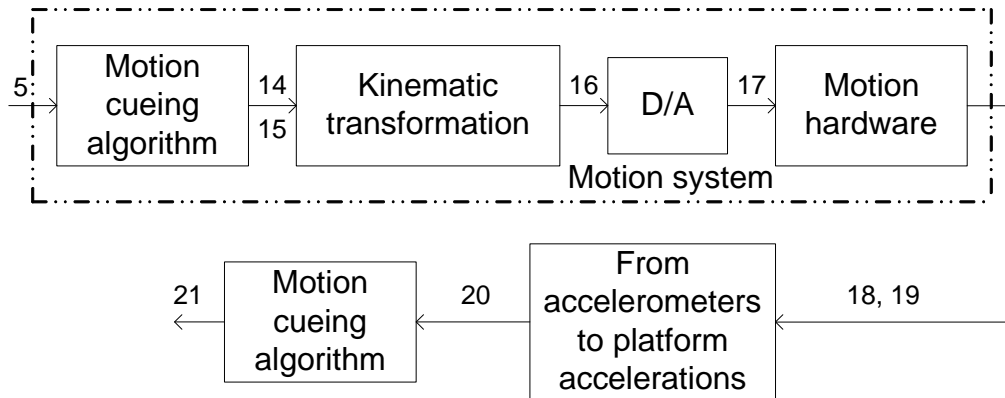 5
Motion
cueing
algorithm
14
15
Kinematic
transformation
16
D/A
17
Motion
hardware
Motion system
21
Motion
cueing
algorithm
20
From
accelerometers
to platform
accelerations
18, 19